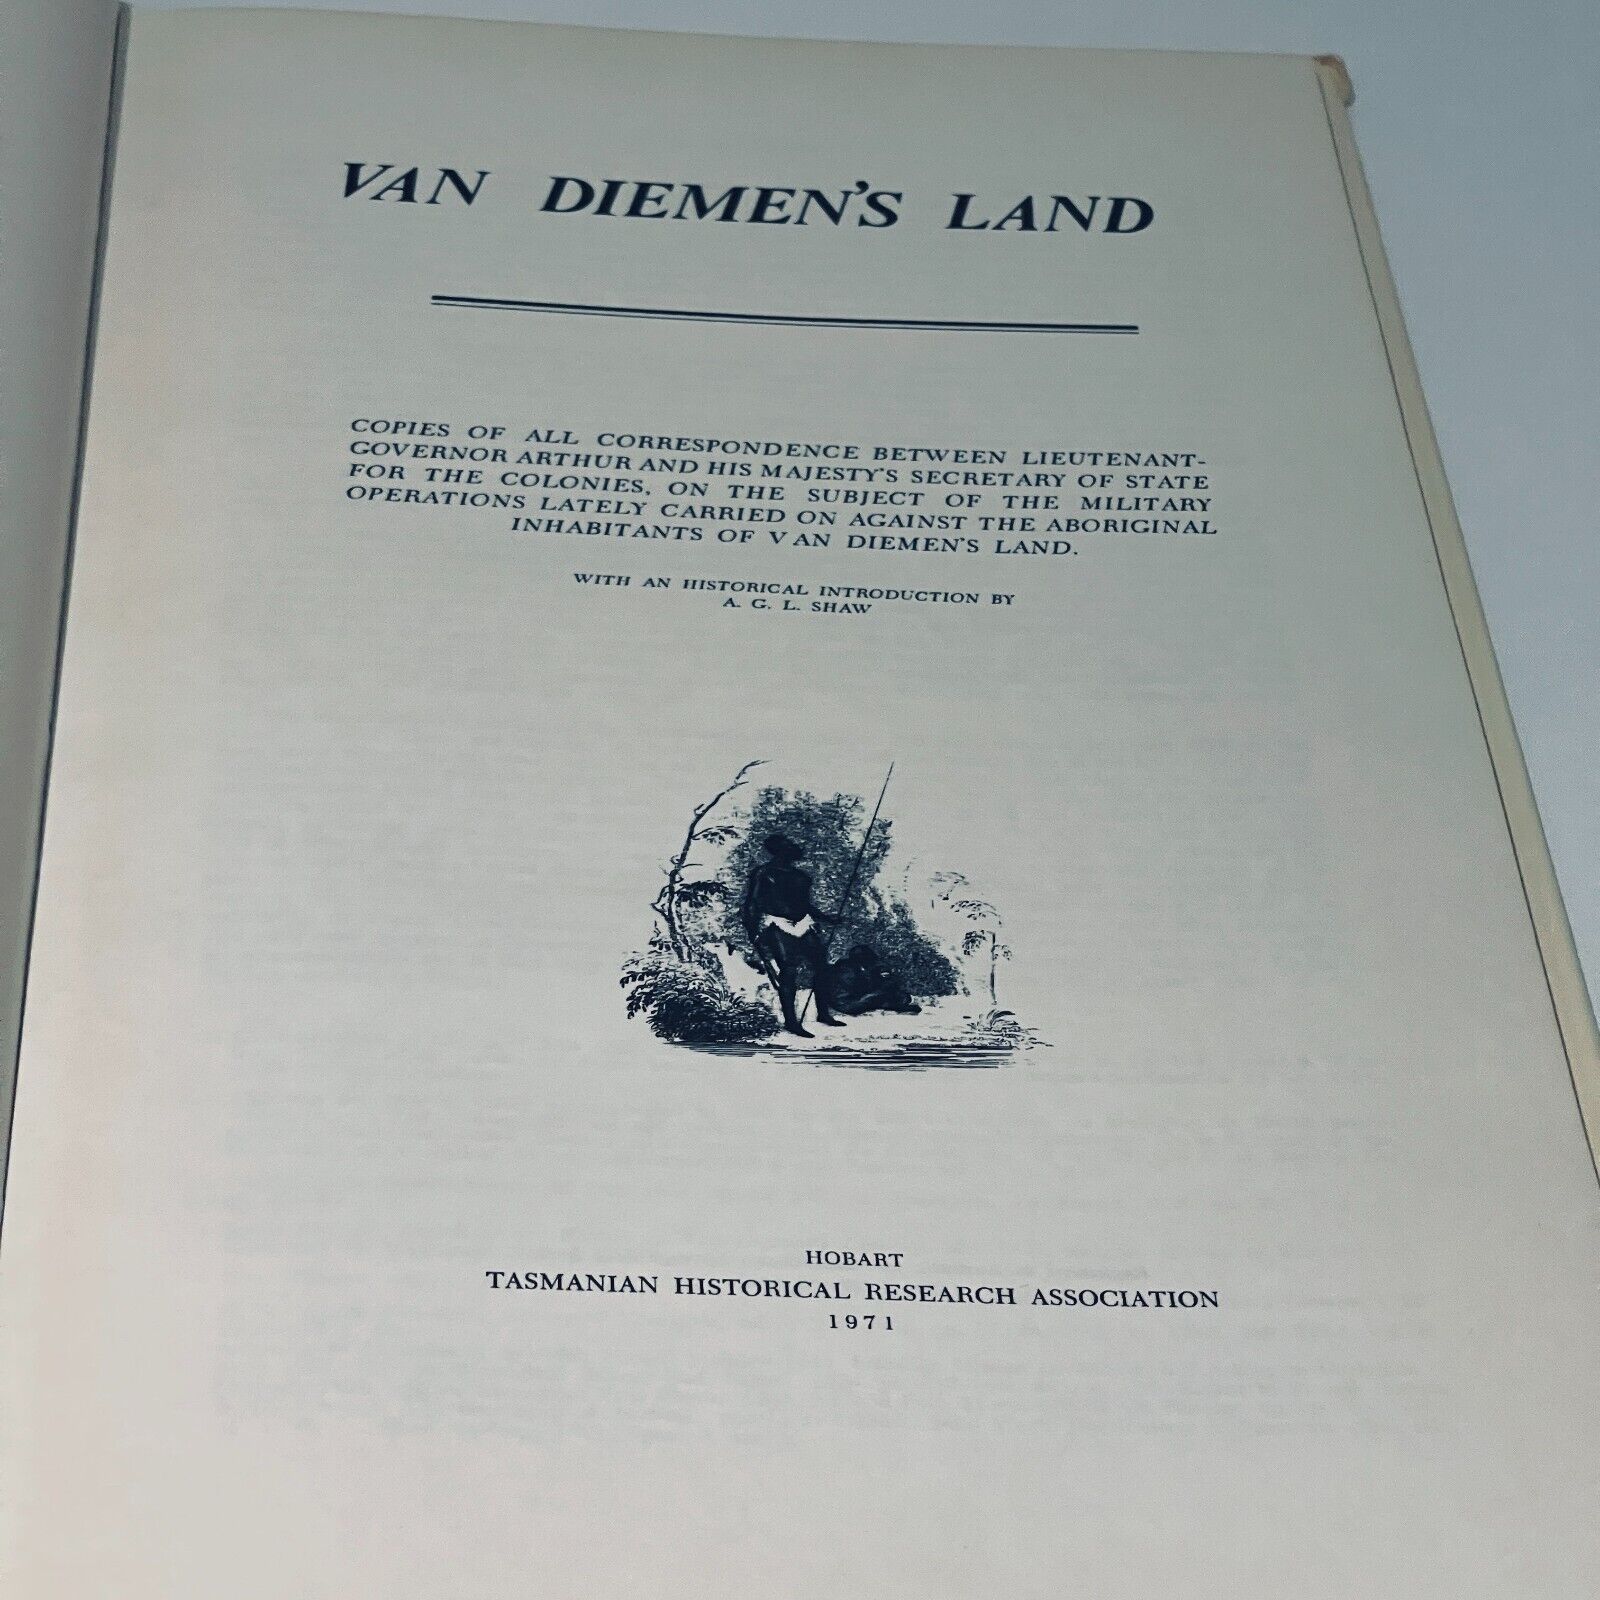 VAN DIEMEN'S LAND
COPIES OF ALL CORRESPONDENCE BETWEEN LIEUTENANT-
GOVERNOR ARTHUR AND HIS MAJESTY'S SECRETARY OF STATE
FOR THE COLONIES, ON THE SUBJECT OF THE MILITARY
OPERATIONS LATELY CARRIED ON AGAINST THE ABORIGINAL
INHABITANTS OF VAN DIEMEN'S LAND.
WITH AN HISTORICAL INTRODUCTION BY
A. G. L. SHAW
HOBART
TASMANIAN HISTORICAL RESEARCH ASSOCIATION
1971